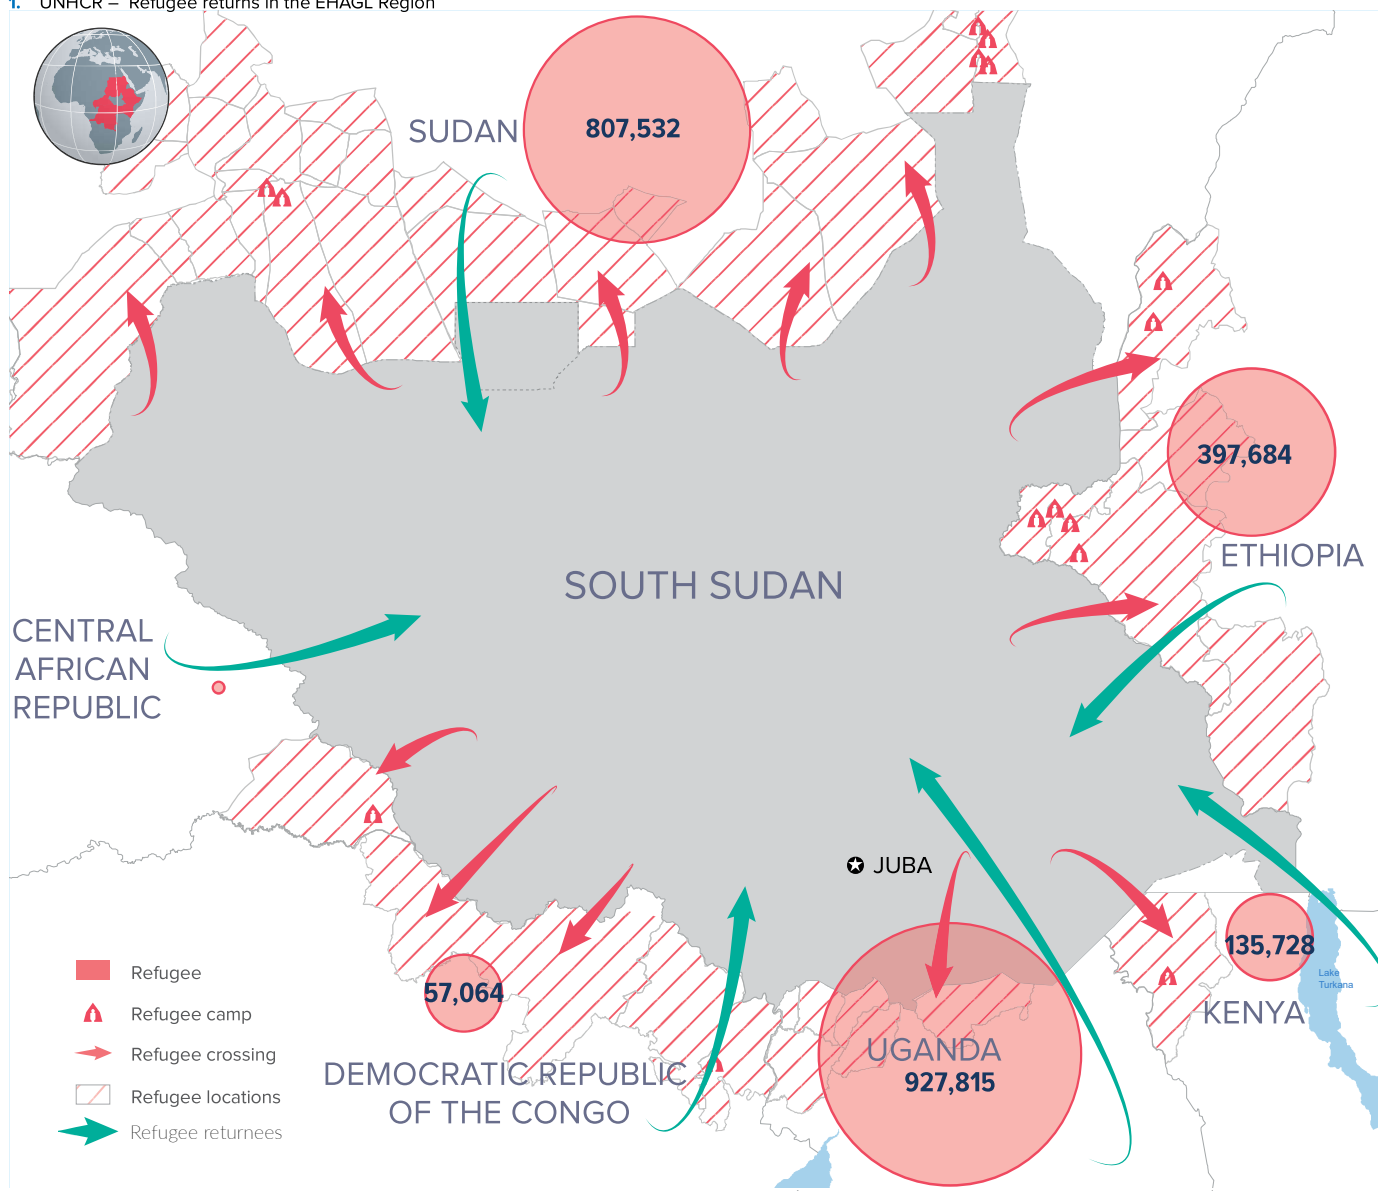 1. UNHCR – Refugee returns in the EHAGL Region
SUDAN
807,532
397,684
ETHIOPIA
SOUTH SUDAN
CENTRAL
AFRICAN
REPUBLIC
JUBA
135,728
Lake
Turkana
KENYA
57,064
DEMOCRATIC REPUBLIC
OF THE CONGO
UGANDA
927,815
Refugee
Refugee camp
Refugee crossing
Refugee locations
Refugee returnees